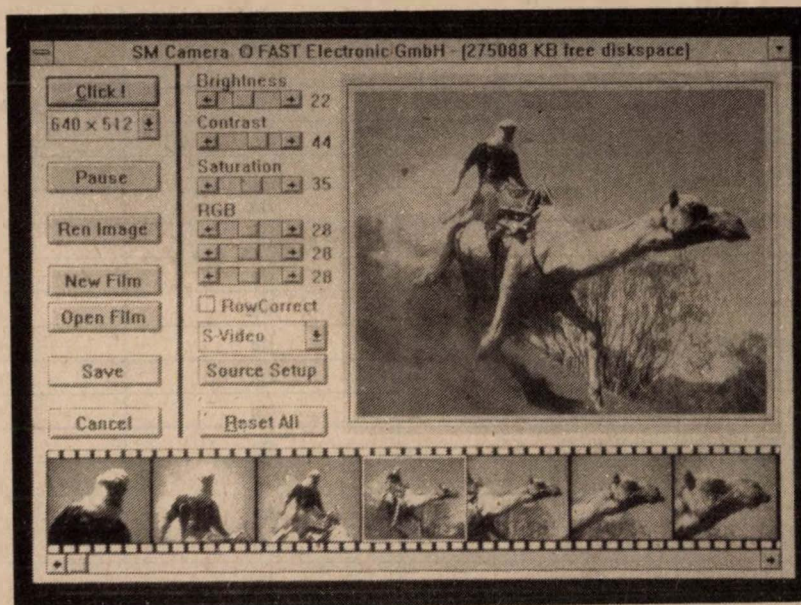 SM Camera © FAST Electronic GmbH - (275088 KB free diskspace)
Click !
640 × 512
Pause
Ren Image
New Film
Open Film
Save
Cancel
Brightness
22
Contrast
44
Saturation
35
RGB
28
28
28
RowCorrect
S-Video
Source Setup
Reset All